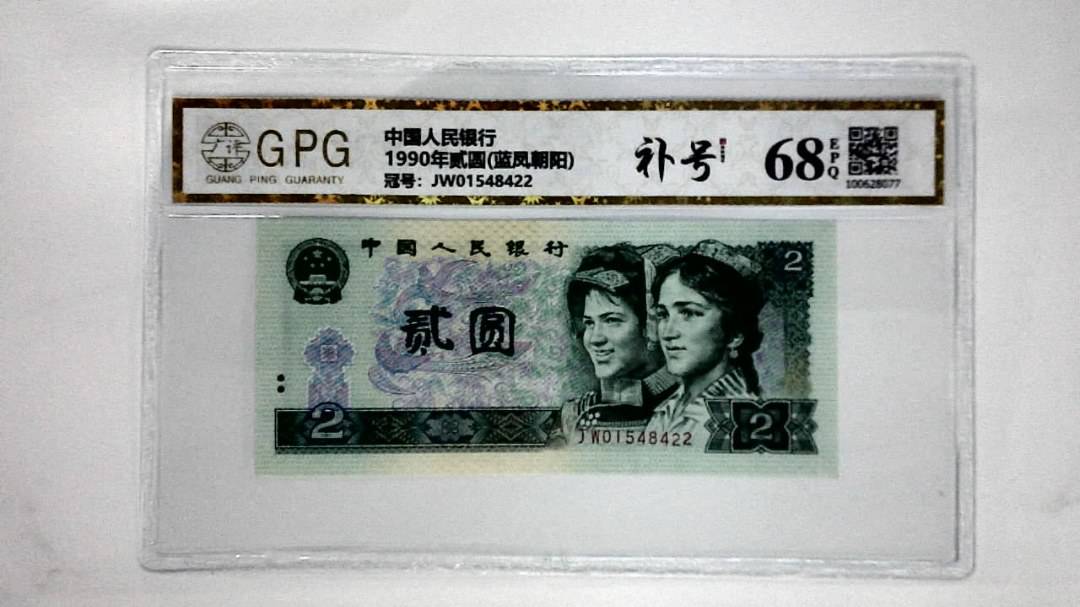 GPG
GUANG PING GUARANTY
中国人民银行
1990年贰圆(蓝凤朝阳)
冠号：JW01548422
补号
68 EPQ
100628077
中國人民银行
贰圆
2
2
JW01548422
2